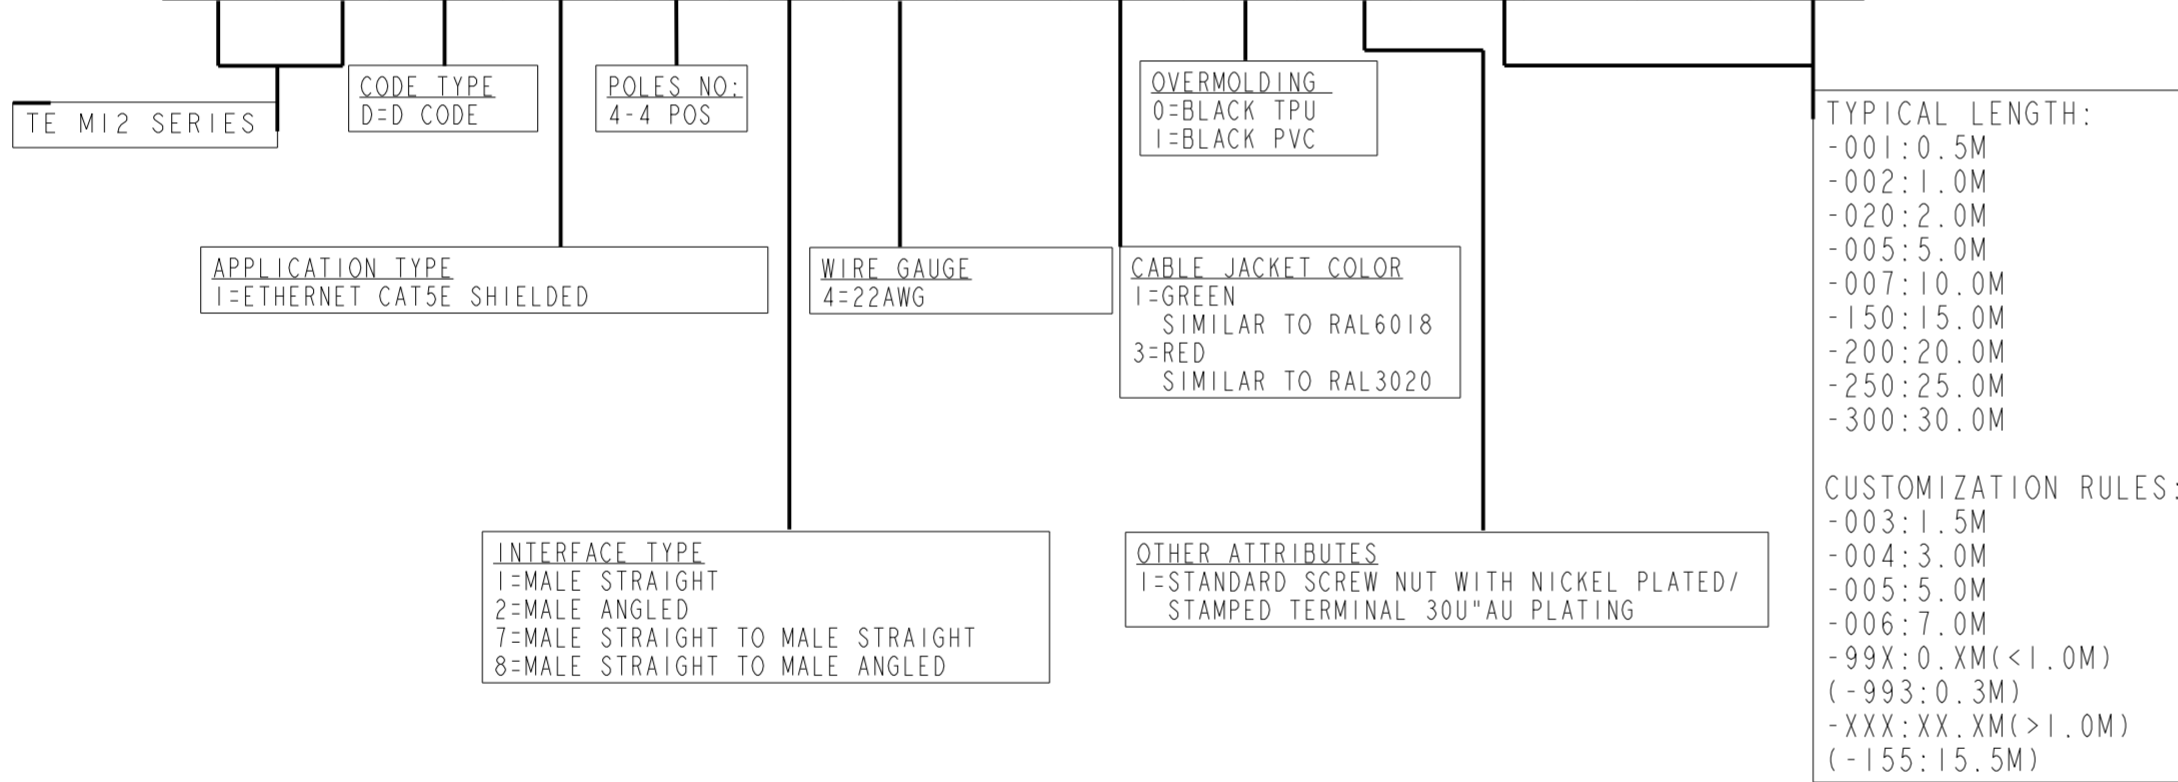 TE M12 SERIES
CODE TYPE
D=D CODE
POLES NO:
4-4 POS
OVERMOLDING
0=BLACK TPU
1=BLACK PVC
APPLICATION TYPE
1=ETHERNET CAT5E SHIELDED
WIRE GAUGE
4=22AWG
CABLE JACKET COLOR
1=GREEN
SIMILAR TO RAL6018
3=RED
SIMILAR TO RAL3020
INTERFACE TYPE
1=MALE STRAIGHT
2=MALE ANGLED
7=MALE STRAIGHT TO MALE STRAIGHT
8=MALE STRAIGHT TO MALE ANGLED
OTHER ATTRIBUTES
1=STANDARD SCREW NUT WITH NICKEL PLATED/
STAMPED TERMINAL 30U"AU PLATING
TYPICAL LENGTH:
-001:0.5M
-002:1.0M
-020:2.0M
-005:5.0M
-007:10.0M
-150:15.0M
-200:20.0M
-250:25.0M
-300:30.0M
CUSTOMIZATION RULES:
-003:1.5M
-004:3.0M
-005:5.0M
-006:7.0M
-99X:0.XM(<1.0M)
(-993:0.3M)
-XXX:XX.XM(>1.0M)
(-155:15.5M)